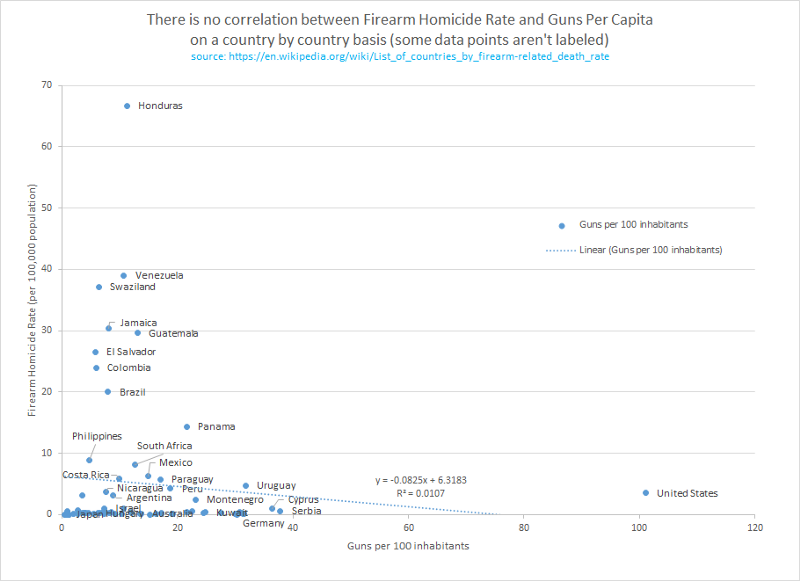 There is no correlation between Firearm Homicide Rate and Guns Per Capita
on a country by country basis (some data points aren't labeled)
source: https://en.wikipedia.org/wiki/List_of_countries_by_firearm-related_death_rate
70
Honduras
60
50
Guns per 100 inhabitants
Linear (Guns per 100 inhabitants)
40
Venezuela
Swaziland
Jamaica
30
Guatemala
El Salvador
Colombia
20
Brazil
Panama
Philippines
10
South Africa
Mexico
Costa Rica
Paraguay
y = -0.0825x + 6.3183
R² = 0.0107
Nicaragua
Peru
Uruguay
United States
Argentina
Montenegro
Cyprus
Israel
Japan
Hungary
Australia
Kuwait
Serbia
Germany
0
0
20
40
60
80
100
120
Guns per 100 inhabitants
Firearm Homicide Rate (per 100,000 population)